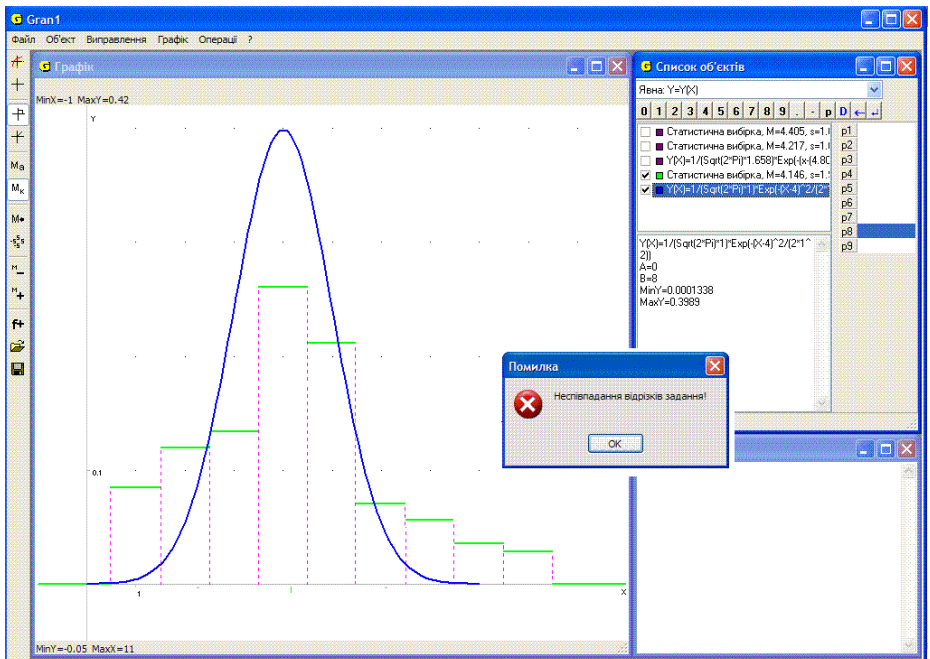 Gran1
Файл Об'єкт Виправлення Графік Операції ?
Графік
MinX=-1 MaxY=0.42
Y
0.1
1
X
MinY=-0.05 MaxX=11
Список об'єктів
Явна: Y=Y(X)
0 1 2 3 4 5 6 7 8 9 . - p D
Статистична вибірка, M=4.405, s=1.
Статистична вибірка, M=4.217, s=1.
Y(X)=1/(Sqrt(2*Pi)*1.658)*Exp(-(x-(4.80
Статистична вибірка, M=4.146, s=1.
Y(X)=1/(Sqrt(2*Pi)*1)*Exp(-(X-4)^2/(2*
p1
p2
p3
p4
p5
p6
p7
p8
p9
Y(X)=1/(Sqrt(2*Pi)*1)*Exp(-(X-4)^2/(2*1^
2))
A=0
B=8
MinY=0.0001338
MaxY=0.3989
Помилка
Неспівпадання відрізків задання!
OK